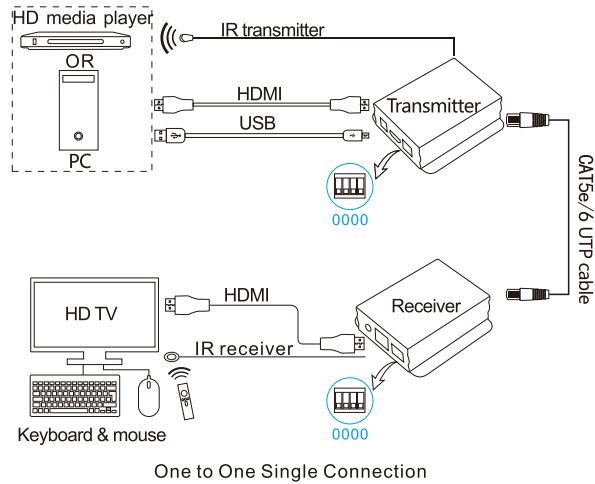 HD media player
IR transmitter
OR
HDMI
Transmitter
USB
PC
0000
CAT5e/6 UTP cable
HDMI
Receiver
HD TV
IR receiver
0000
Keyboard & mouse
One to One Single Connection